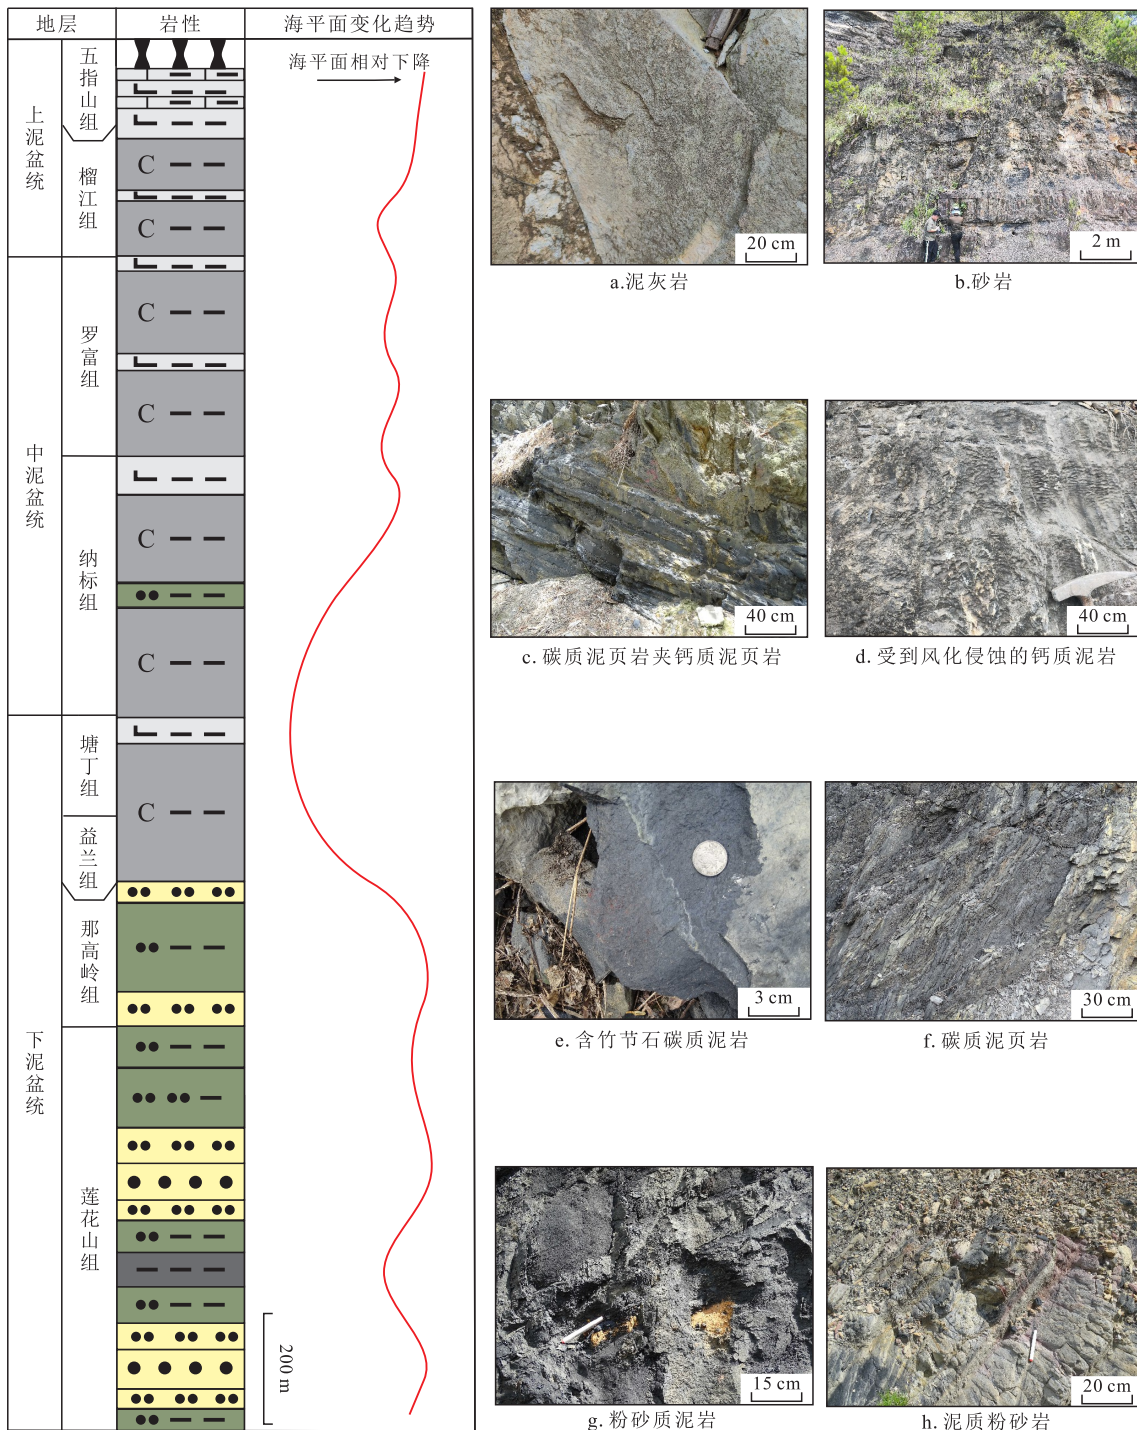 地层
岩性
海平面变化趋势
海平面相对下降
上泥盆统
五指山组
榴江组
中泥盆统
罗富组
纳标组
下泥盆统
塘丁组
益兰组
那高岭组
莲花山组
C
C
C
C
C
C
C
200 m
20 cm
a.泥灰岩
2 m
b.砂岩
40 cm
c.碳质泥页岩夹钙质泥页岩
40 cm
d.受到风化侵蚀的钙质泥岩
3 cm
e.含竹节石碳质泥岩
30 cm
f.碳质泥页岩
15 cm
g.粉砂质泥岩
20 cm
h.泥质粉砂岩